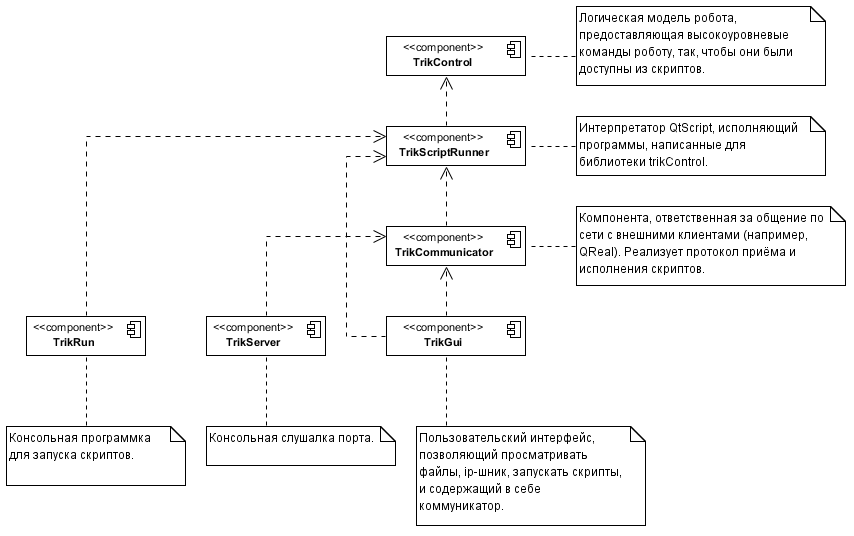 <<component>>
TrikControl
Логическая модель робота,
предоставляющая высокоуровневые
команды роботу, так, чтобы они были
доступны из скриптов.
<<component>>
TrikScriptRunner
Интерпретатор QtScript, исполняющий
программы, написанные для
библиотеки trikControl.
<<component>>
TrikCommunicator
Компонента, ответственная за общение по
сети с внешними клиентами (например,
QReal). Реализует протокол приёма и
исполнения скриптов.
<<component>>
TrikRun
<<component>>
TrikServer
<<component>>
TrikGui
Консольная программка
для запуска скриптов.
Консольная слушалка порта.
Пользовательский интерфейс,
позволяющий просматривать
файлы, ip-шник, запускать скрипты,
и содержащий в себе
коммуникатор.